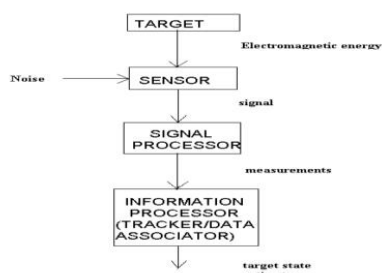 TARGET
Electromagnetic energy
Noise
SENSOR
signal
SIGNAL
PROCESSOR
measurements
INFORMATION
PROCESSOR
(TRACKER/DATA
ASSOCIATOR)
target state